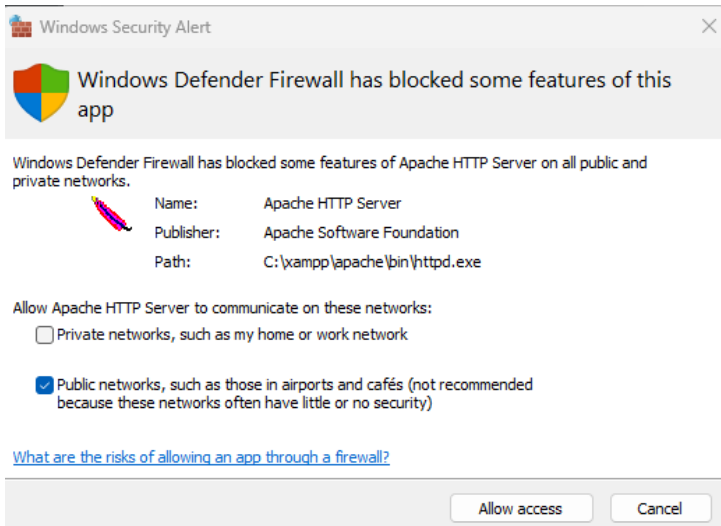 Windows Security Alert
Windows Defender Firewall has blocked some features of this
app
Windows Defender Firewall has blocked some features of Apache HTTP Server on all public and
private networks.
Name: Apache HTTP Server
Publisher: Apache Software Foundation
Path: C:\xampp\apache\bin\httpd.exe
Allow Apache HTTP Server to communicate on these networks:
Private networks, such as my home or work network
Public networks, such as those in airports and cafés (not recommended
because these networks often have little or no security)
What are the risks of allowing an app through a firewall?
Allow access Cancel